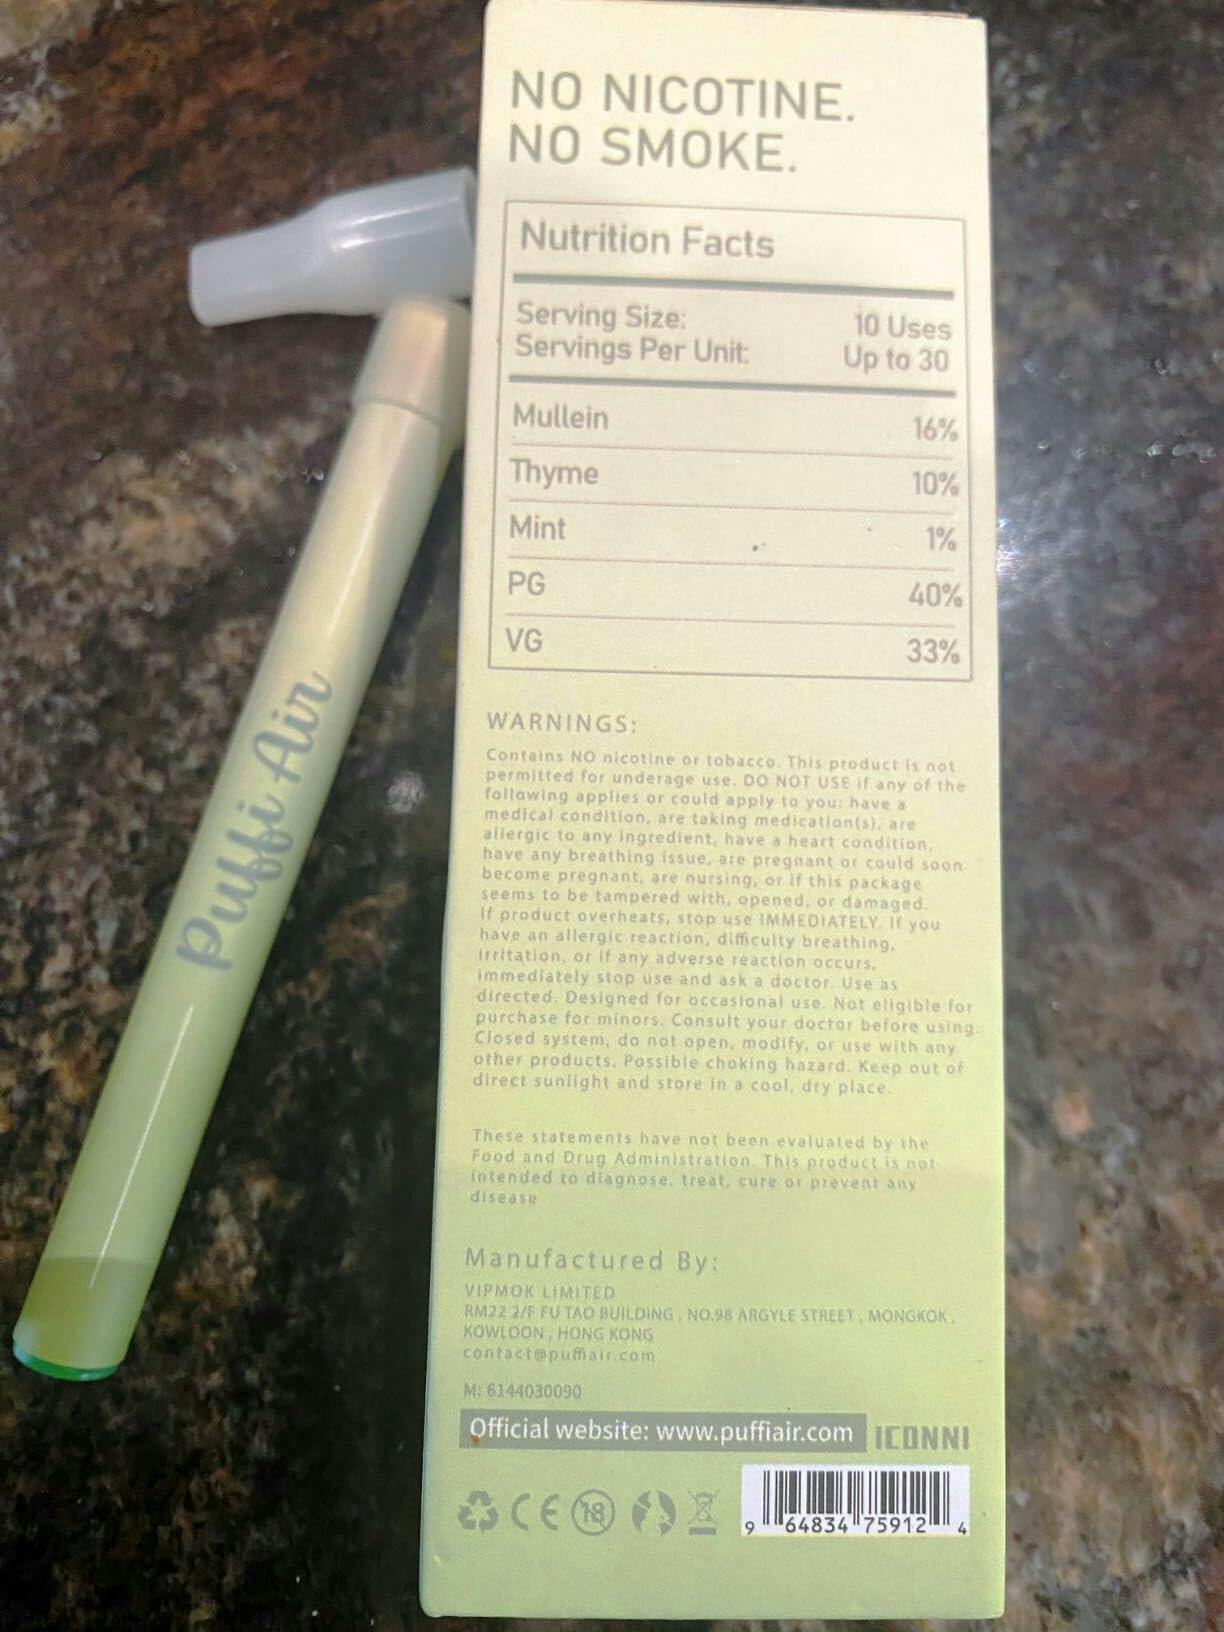 NO NICOTINE.
NO SMOKE.
Nutrition Facts
Serving Size: 10 Uses
Servings Per Unit: Up to 30
Mullein 16%
Thyme 10%
Mint 1%
PG 40%
VG 33%
WARNINGS:
Contains NO nicotine or tobacco. This product is not
permitted for underage use. DO NOT USE if any of the
following applies or could apply to you: have a
medical condition, are taking medication(s), are
allergic to any ingredient, have a heart condition,
have any breathing issue, are pregnant or could soon
become pregnant, are nursing, or if this package
seems to be tampered with, opened, or damaged.
If product overheats, stop use IMMEDIATELY. If you
have an allergic reaction, difficulty breathing,
irritation, or if any adverse reaction occurs,
immediately stop use and ask a doctor. Use as
directed. Designed for occasional use. Not eligible for
purchase for minors. Consult your doctor before using.
Closed system, do not open, modify, or use with any
other products. Possible choking hazard. Keep out of
direct sunlight and store in a cool, dry place.
These statements have not been evaluated by the
Food and Drug Administration. This product is not
intended to diagnose, treat, cure or prevent any
disease
Manufactured By:
VIPMOK LIMITED
RM22 2/F FU TAO BUILDING , NO.98 ARGYLE STREET , MONGKOK ,
KOWLOON , HONG KONG
contact@puffiair.com
M: 6144030090
Official website: www.puffiair.com ICONNI
CE 18
9 64834 75912 4
Puffi Air